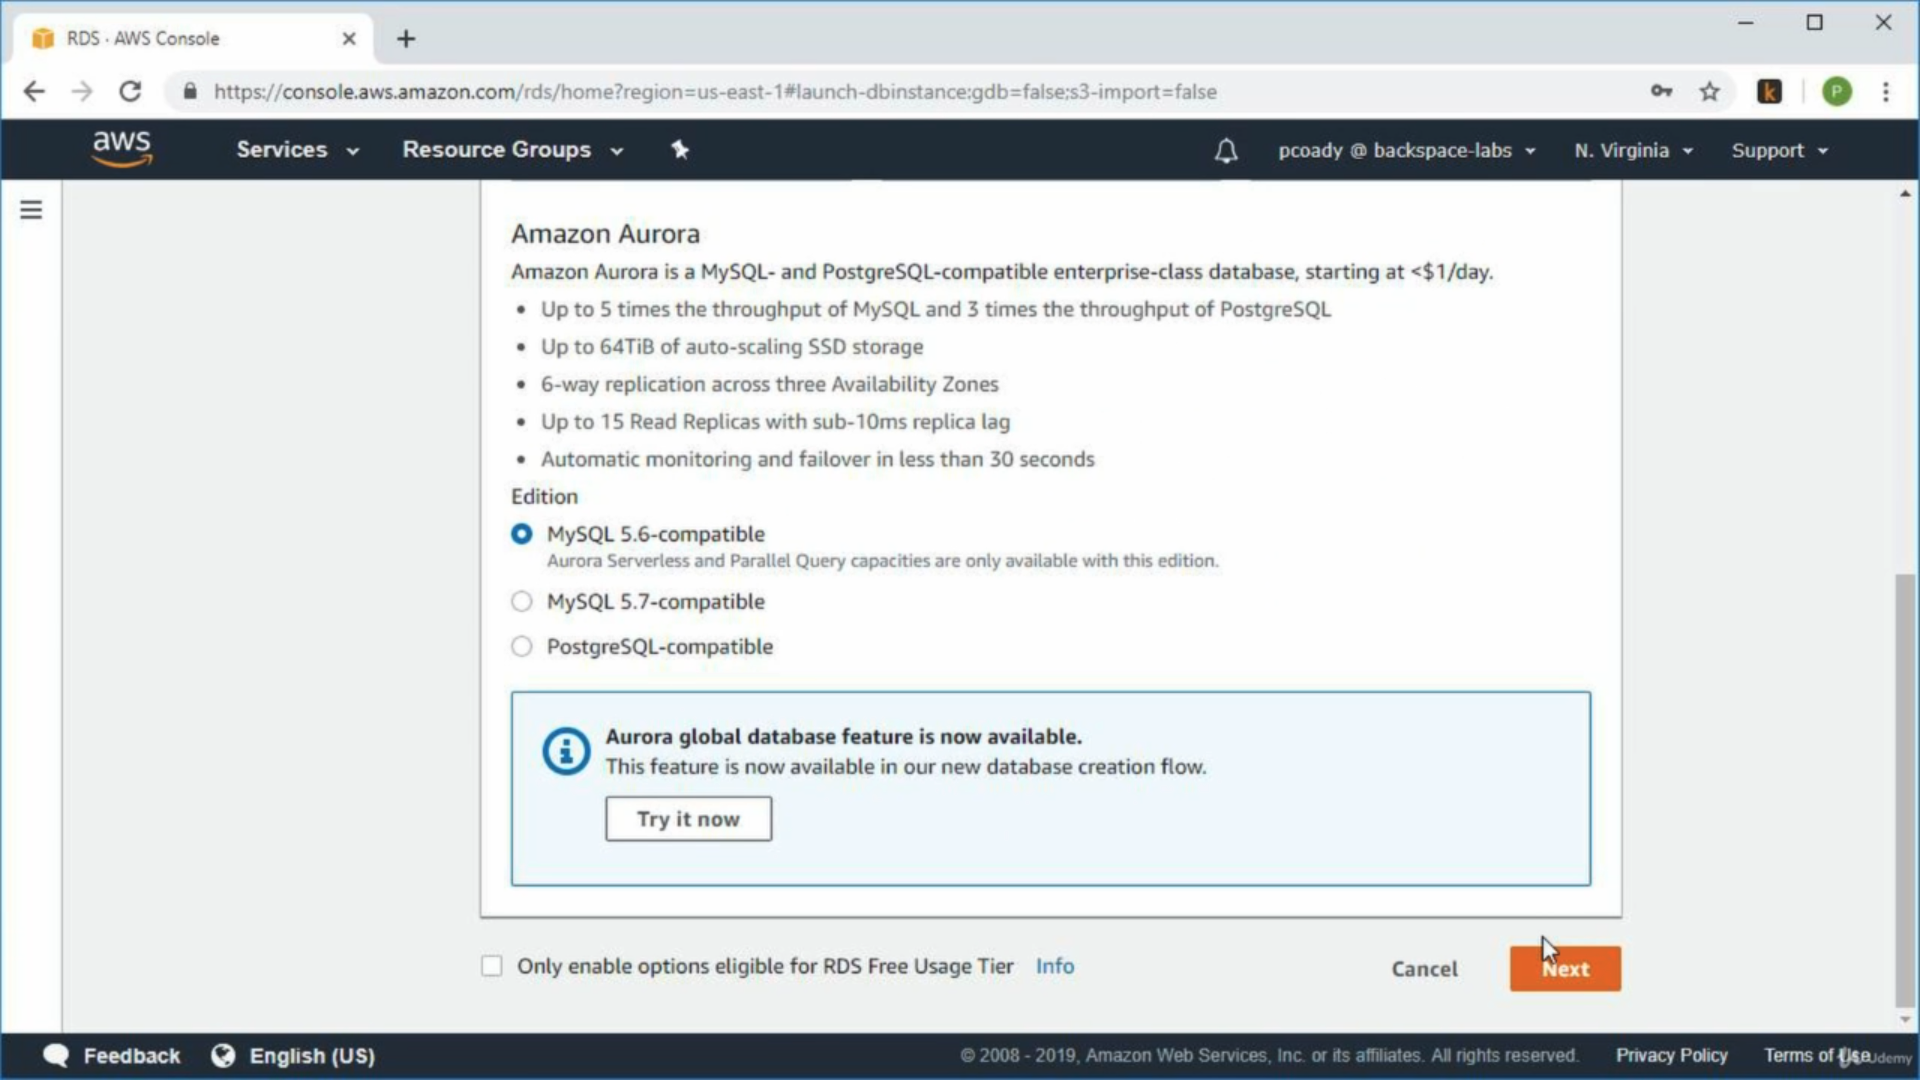 RDS · AWS Console
https://console.aws.amazon.com/rds/home?region=us-east-1#launch-dbinstance:gdb=false;s3-import=false
k
P
aws
Services
Resource Groups
pcoady @ backspace-labs
N. Virginia
Support
Amazon Aurora
Amazon Aurora is a MySQL- and PostgreSQL-compatible enterprise-class database, starting at <$1/day.
• Up to 5 times the throughput of MySQL and 3 times the throughput of PostgreSQL
• Up to 64TiB of auto-scaling SSD storage
• 6-way replication across three Availability Zones
• Up to 15 Read Replicas with sub-10ms replica lag
• Automatic monitoring and failover in less than 30 seconds
Edition
MySQL 5.6-compatible
Aurora Serverless and Parallel Query capacities are only available with this edition.
MySQL 5.7-compatible
PostgreSQL-compatible
Aurora global database feature is now available.
This feature is now available in our new database creation flow.
Try it now
Only enable options eligible for RDS Free Usage Tier Info
Cancel
Next
Feedback
English (US)
© 2008 - 2019, Amazon Web Services, Inc. or its affiliates. All rights reserved.
Privacy Policy
Terms of Use
Udemy